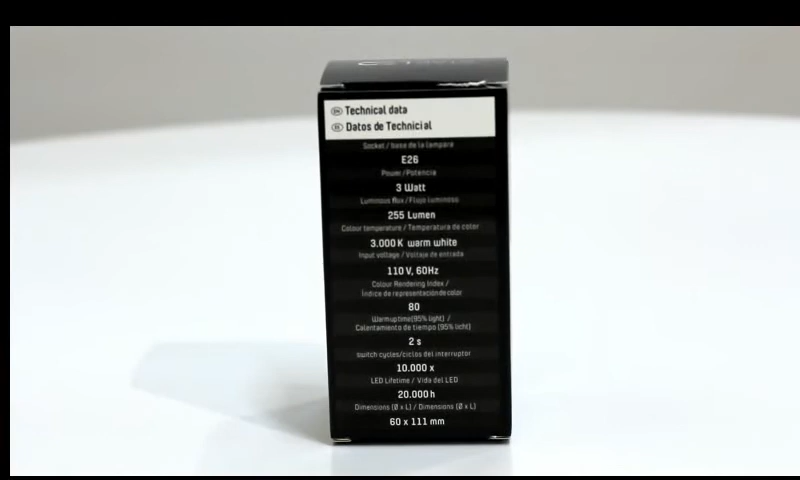 EN Technical data
ES Datos de Technicial
Socket / base de la lampara
E26
Power / Potencia
3 Watt
Luminous flux / Flujo luminoso
255 Lumen
Colour temperature / Temperatura de color
3.000 K warm white
Input voltage / Voltaje de entrada
110 V, 60Hz
Colour Rendering Index /
Índice de representación de color
80
Warmuptime(95% light) /
Calentamiento de tiempo (95% licht)
2 s
switch cycles/ciclos del interruptor
10.000 x
LED Lifetime / Vida del LED
20.000 h
Dimensions (Ø x L) / Dimensions (Ø x L)
60 x 111 mm